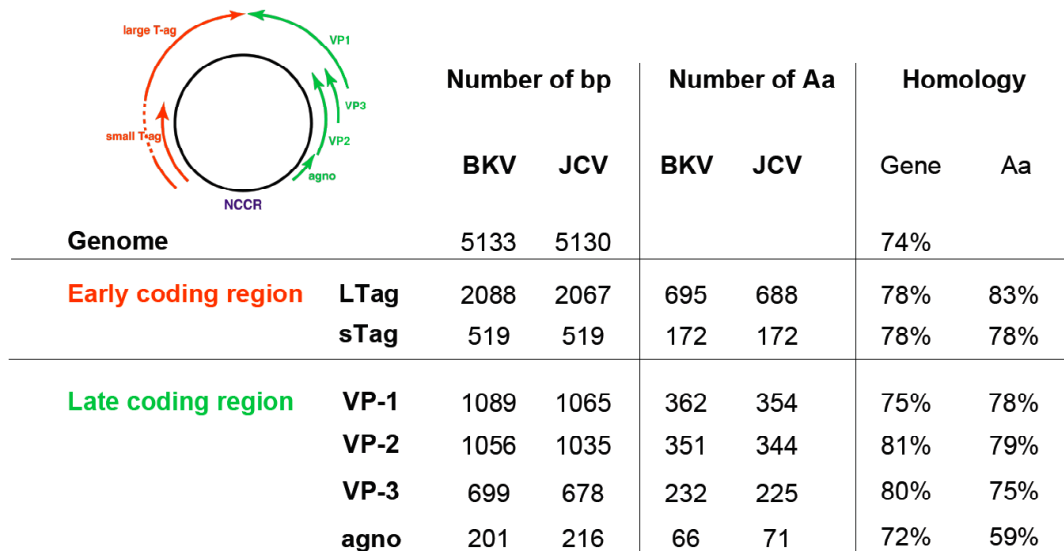 large T-ag
VP1
VP3
small T-ag
VP2
agno
NCCR
Number of bp Number of Aa Homology
BKV JCV BKV JCV Gene Aa
Genome 5133 5130 74%
Early coding region LTag 2088 2067 695 688 78% 83%
sTag 519 519 172 172 78% 78%
Late coding region VP-1 1089 1065 362 354 75% 78%
VP-2 1056 1035 351 344 81% 79%
VP-3 699 678 232 225 80% 75%
agno 201 216 66 71 72% 59%